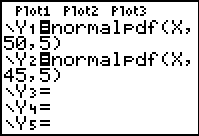 Plot1 Plot2 Plot3
\Y1=normalpdf(X,
50,5)
\Y2=normalpdf(X,
45,5)
\Y3=
\Y4=
\Y5=